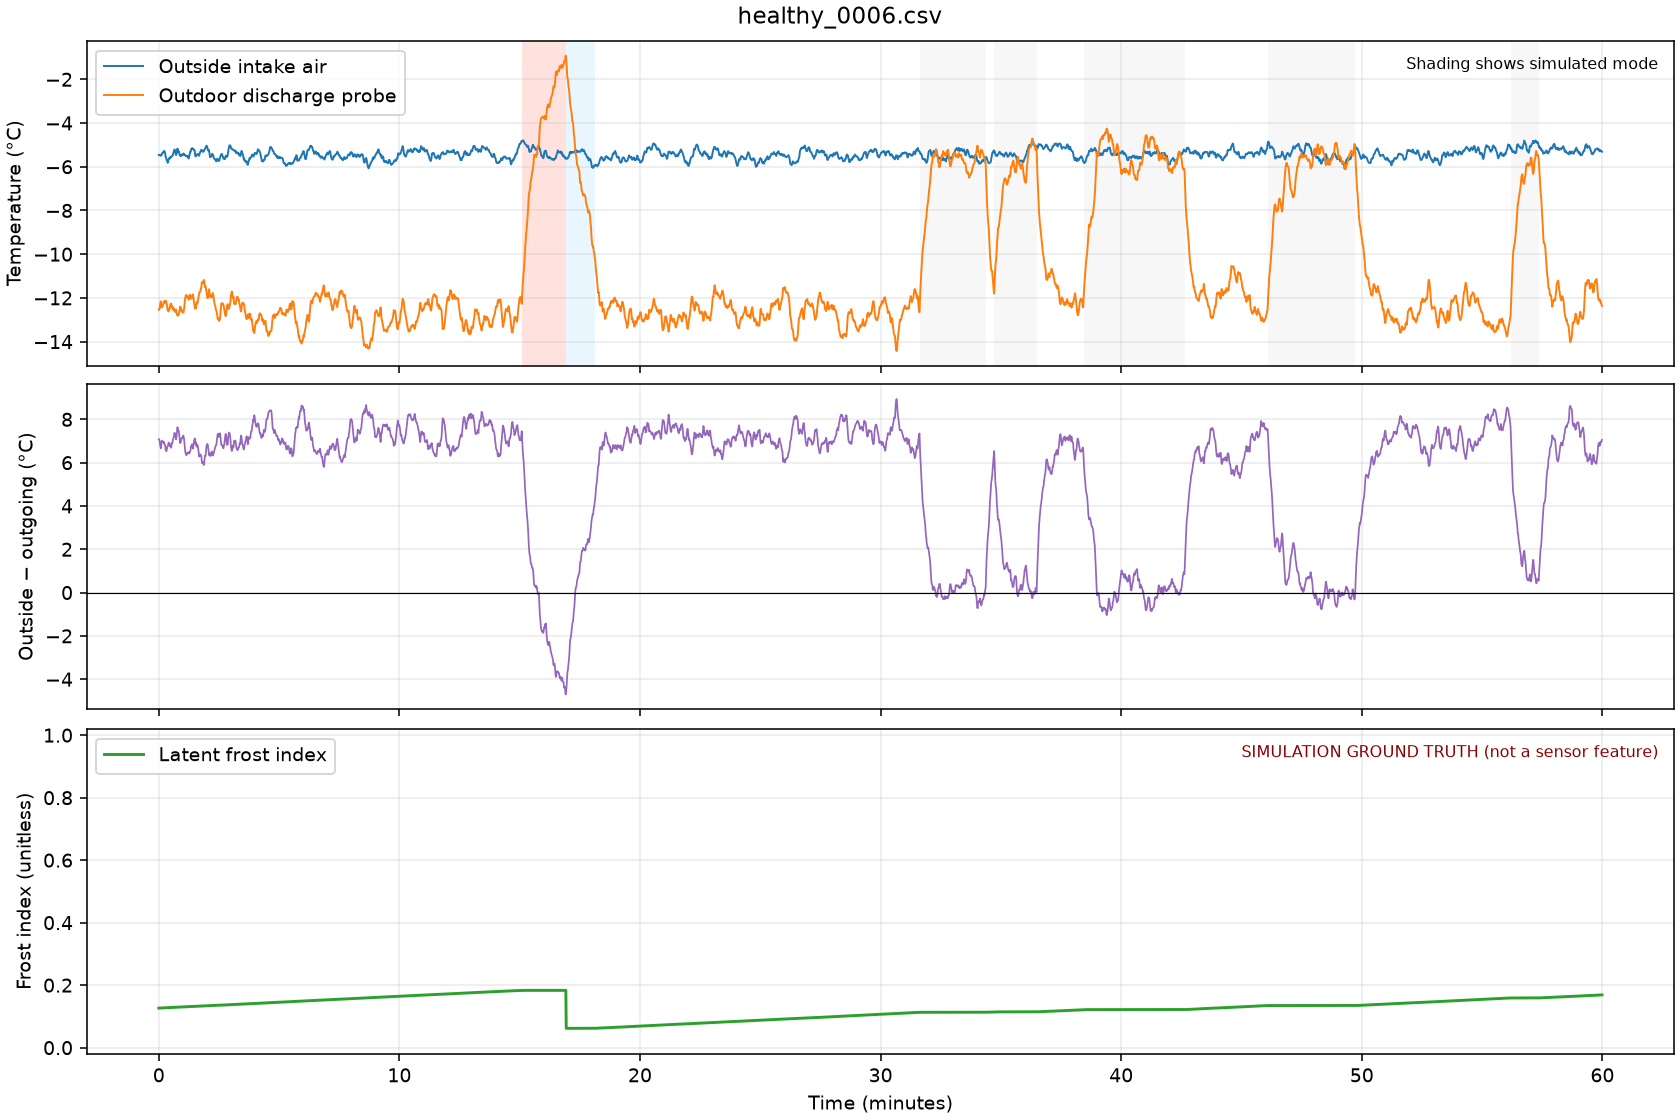 healthy_0006.csv
Outside intake air
Outdoor discharge probe
Shading shows simulated mode
Temperature (°C)
−2
−4
−6
−8
−10
−12
−14
Outside − outgoing (°C)
8
6
4
2
0
−2
−4
Latent frost index
SIMULATION GROUND TRUTH (not a sensor feature)
Frost index (unitless)
1.0
0.8
0.6
0.4
0.2
0.0
0 10 20 30 40 50 60
Time (minutes)